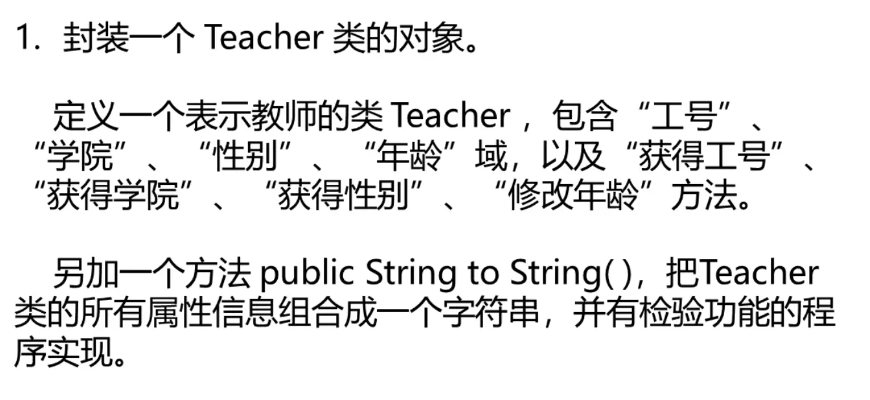 1. 封装一个 Teacher 类的对象。
定义一个表示教师的类 Teacher ，包含“工号”、
“学院”、“性别”、“年龄”域，以及“获得工号”、
“获得学院”、“获得性别”、“修改年龄”方法。
另加一个方法 public String to String( )，把Teacher
类的所有属性信息组合成一个字符串，并有检验功能的程
序实现。